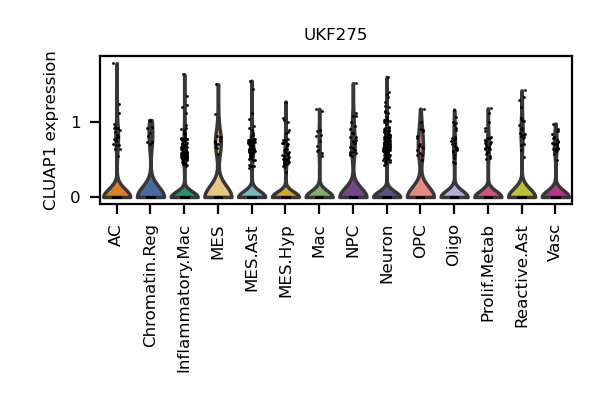 UKF275
CLUAP1 expression
1
0
AC
Chromatin.Reg
Inflammatory.Mac
MES
MES.Ast
MES.Hyp
Mac
NPC
Neuron
OPC
Oligo
Prolif.Metab
Reactive.Ast
Vasc